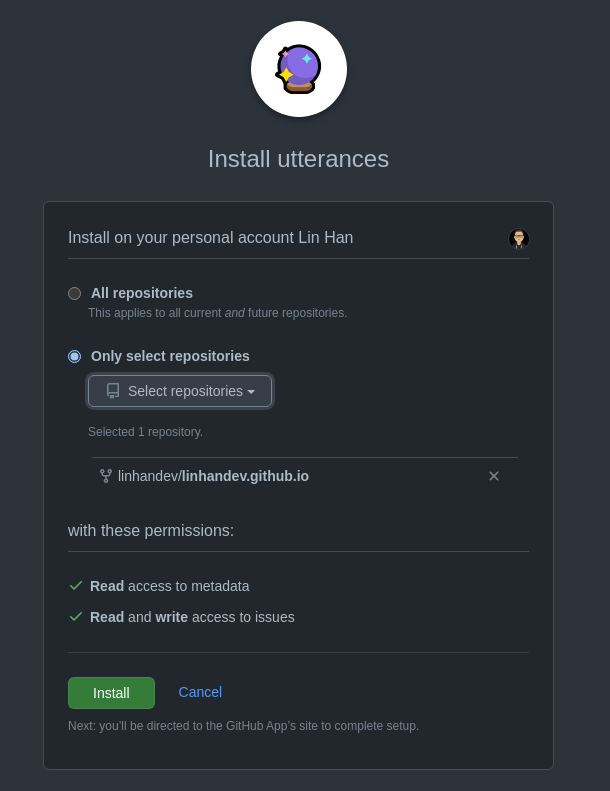 Install utterances
Install on your personal account Lin Han
All repositories
This applies to all current and future repositories.
Only select repositories
Select repositories
Selected 1 repository.
linhandev/linhandev.github.io
with these permissions:
Read access to metadata
Read and write access to issues
Install Cancel
Next: you'll be directed to the GitHub App's site to complete setup.